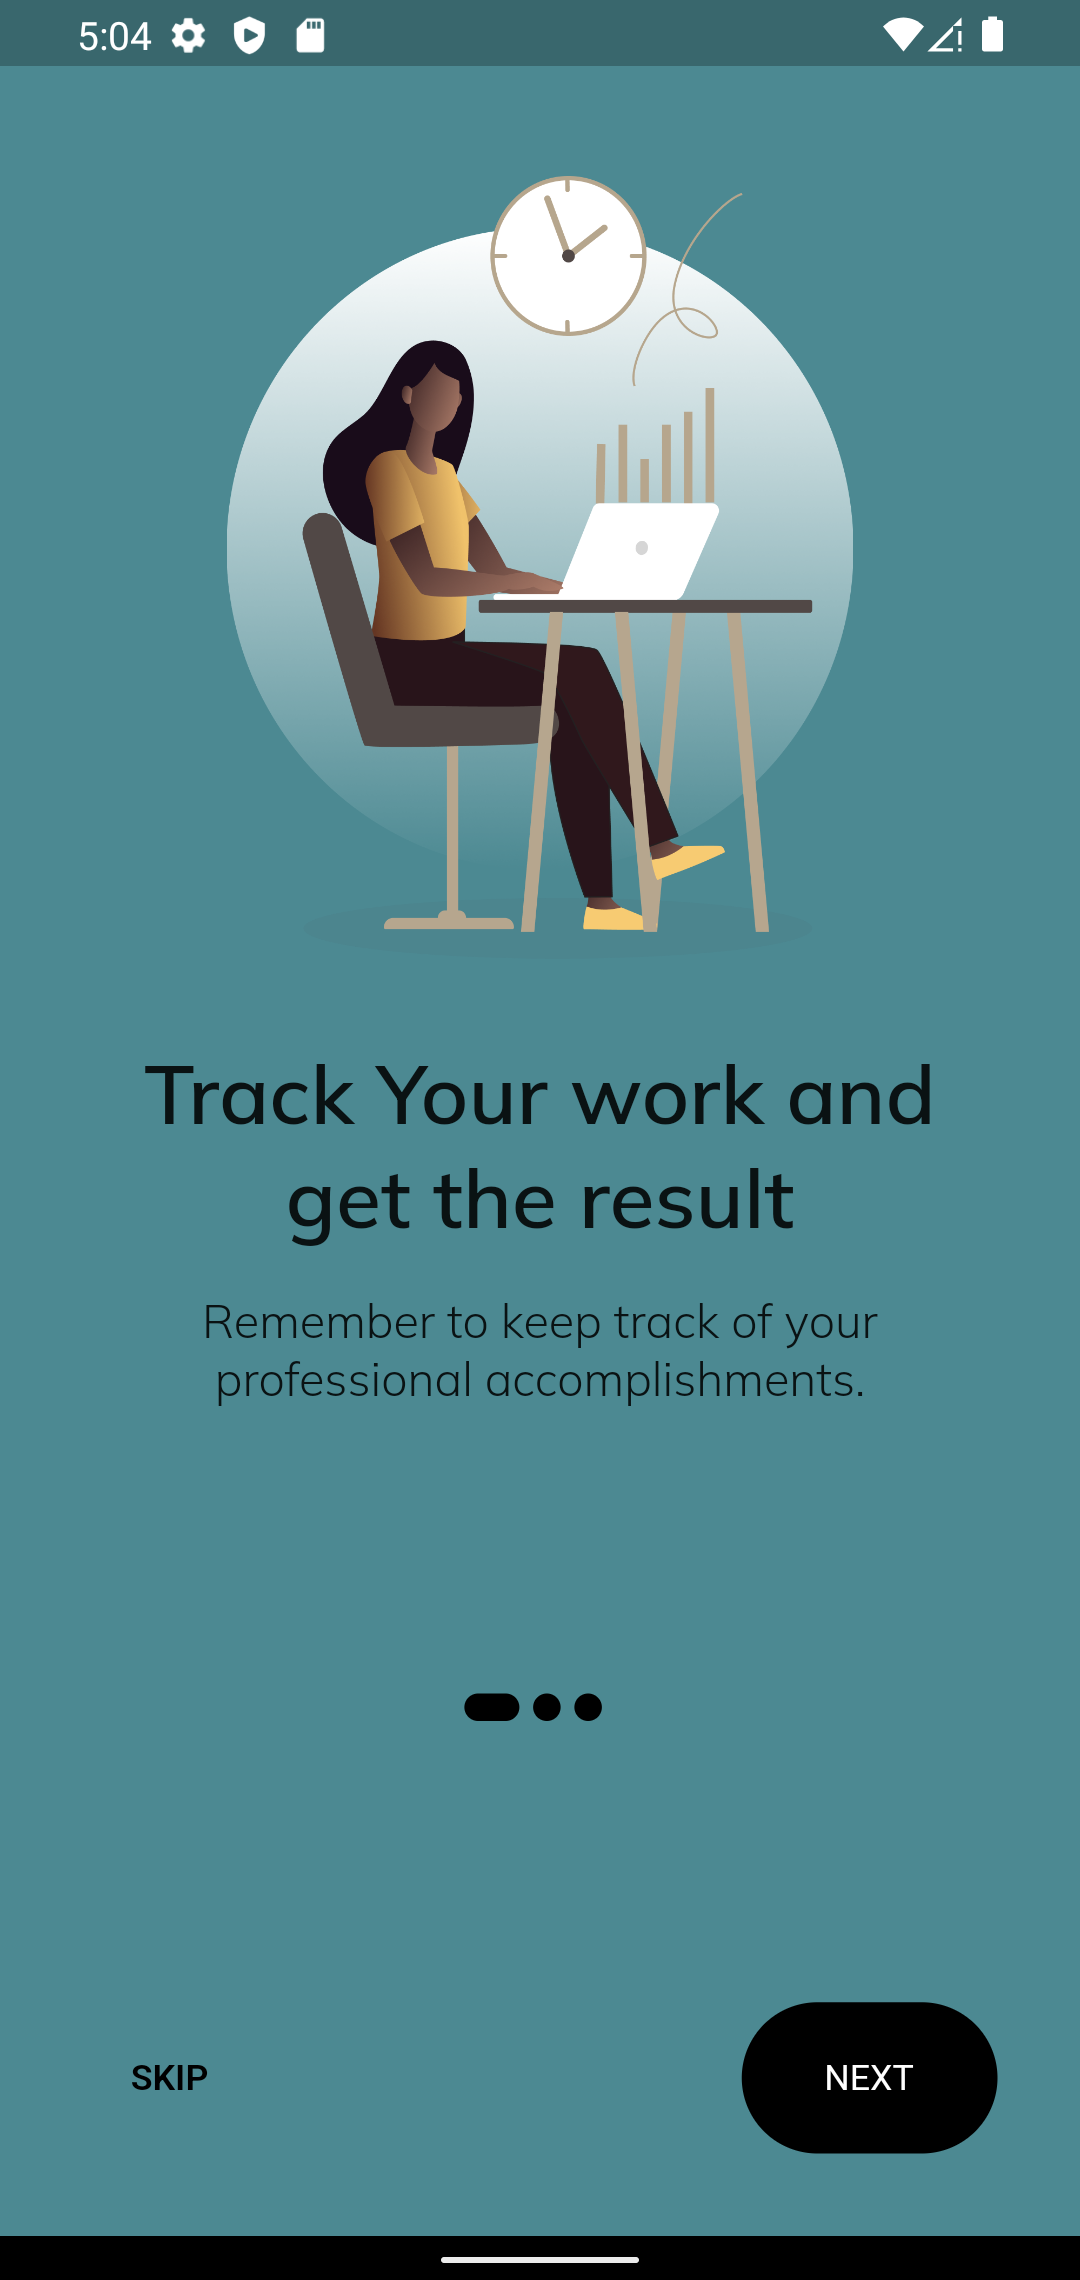 5:04
Track Your work and
get the result
Remember to keep track of your
professional accomplishments.
SKIP
NEXT